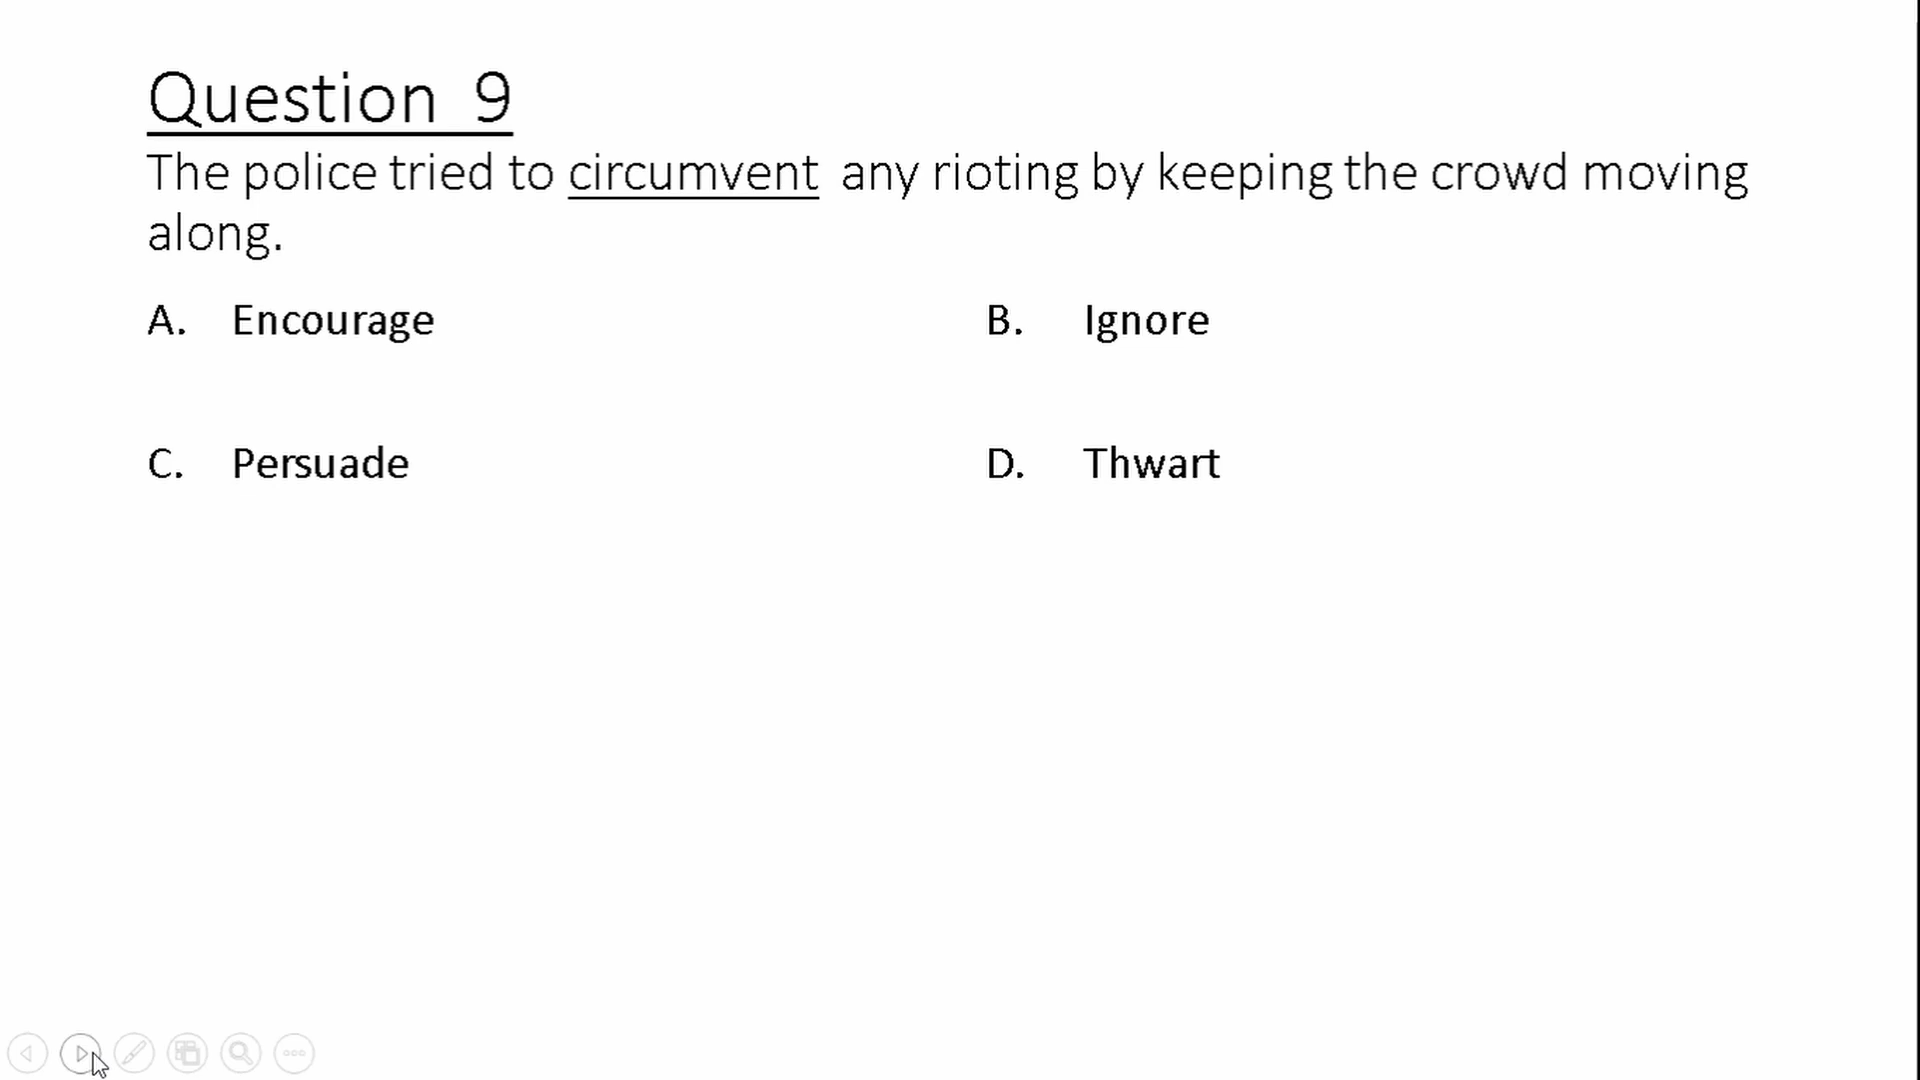 Question 9
The police tried to circumvent any rioting by keeping the crowd moving
along.
A. Encourage B. Ignore
C. Persuade D. Thwart